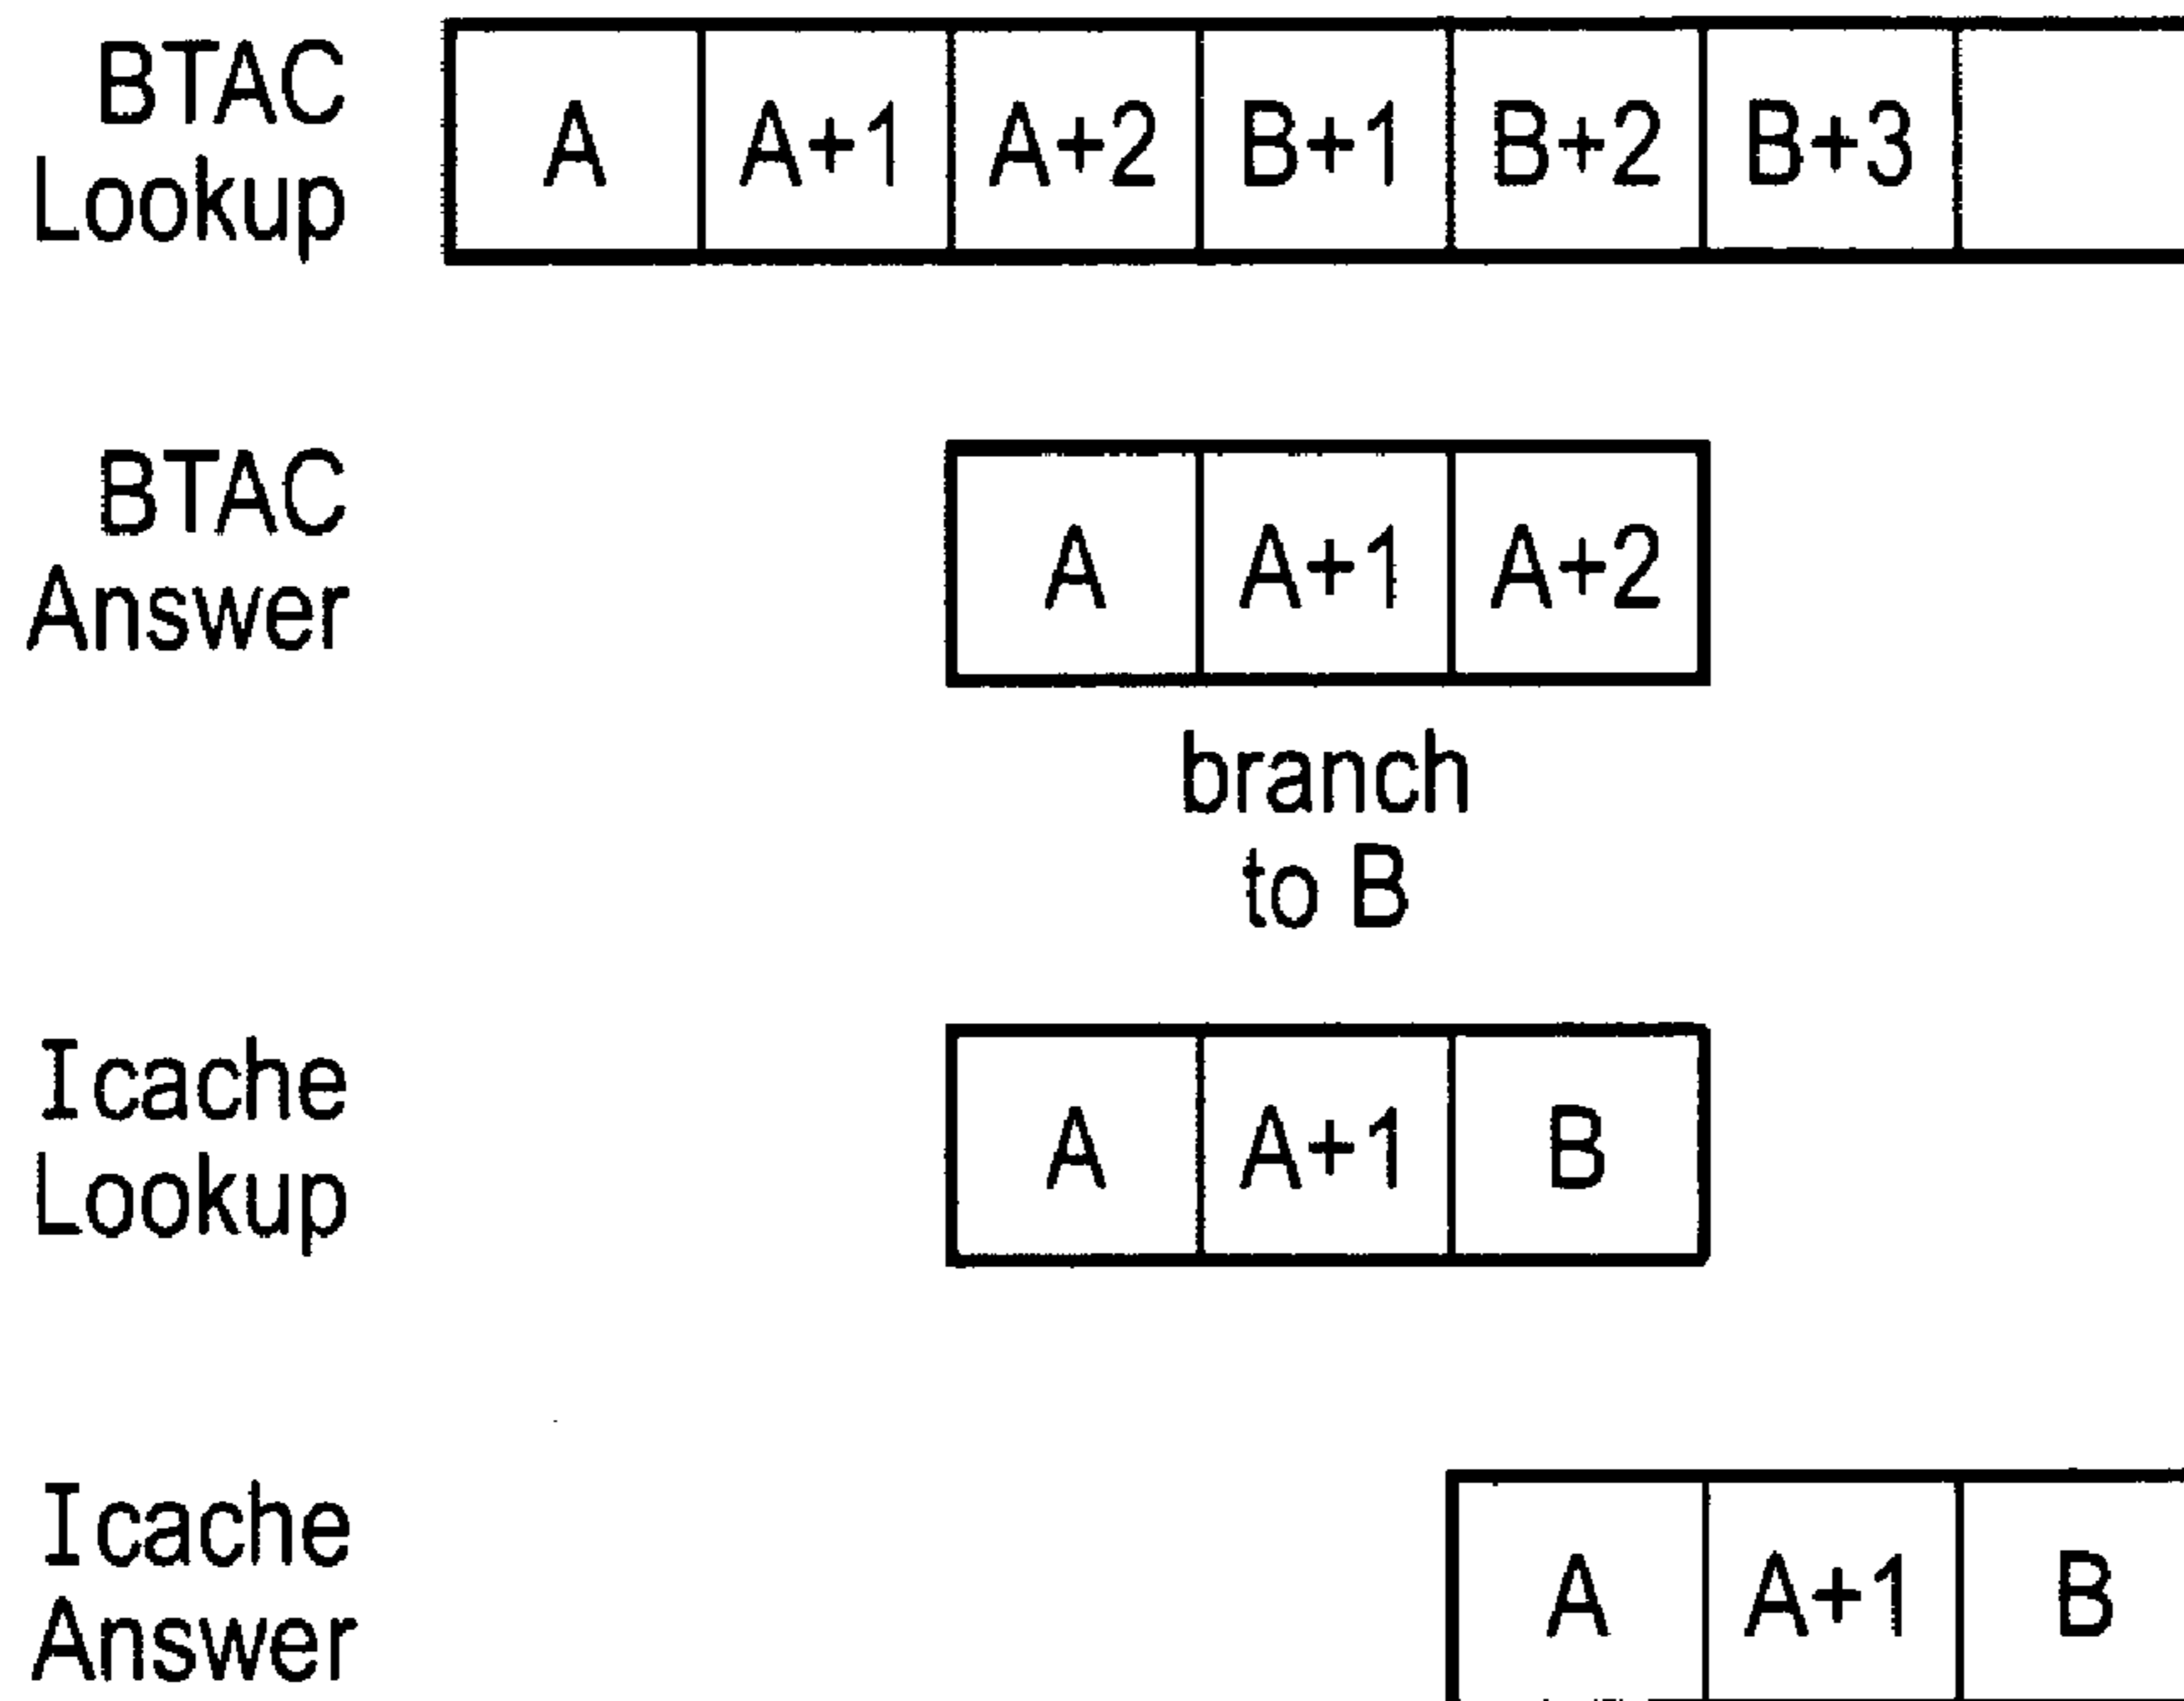 BTAC
Lookup
A A+1 A+2 B+1 B+2 B+3
BTAC
Answer
A A+1 A+2
branch
to B
Icache
Lookup
A A+1 B
Icache
Answer
A A+1 B